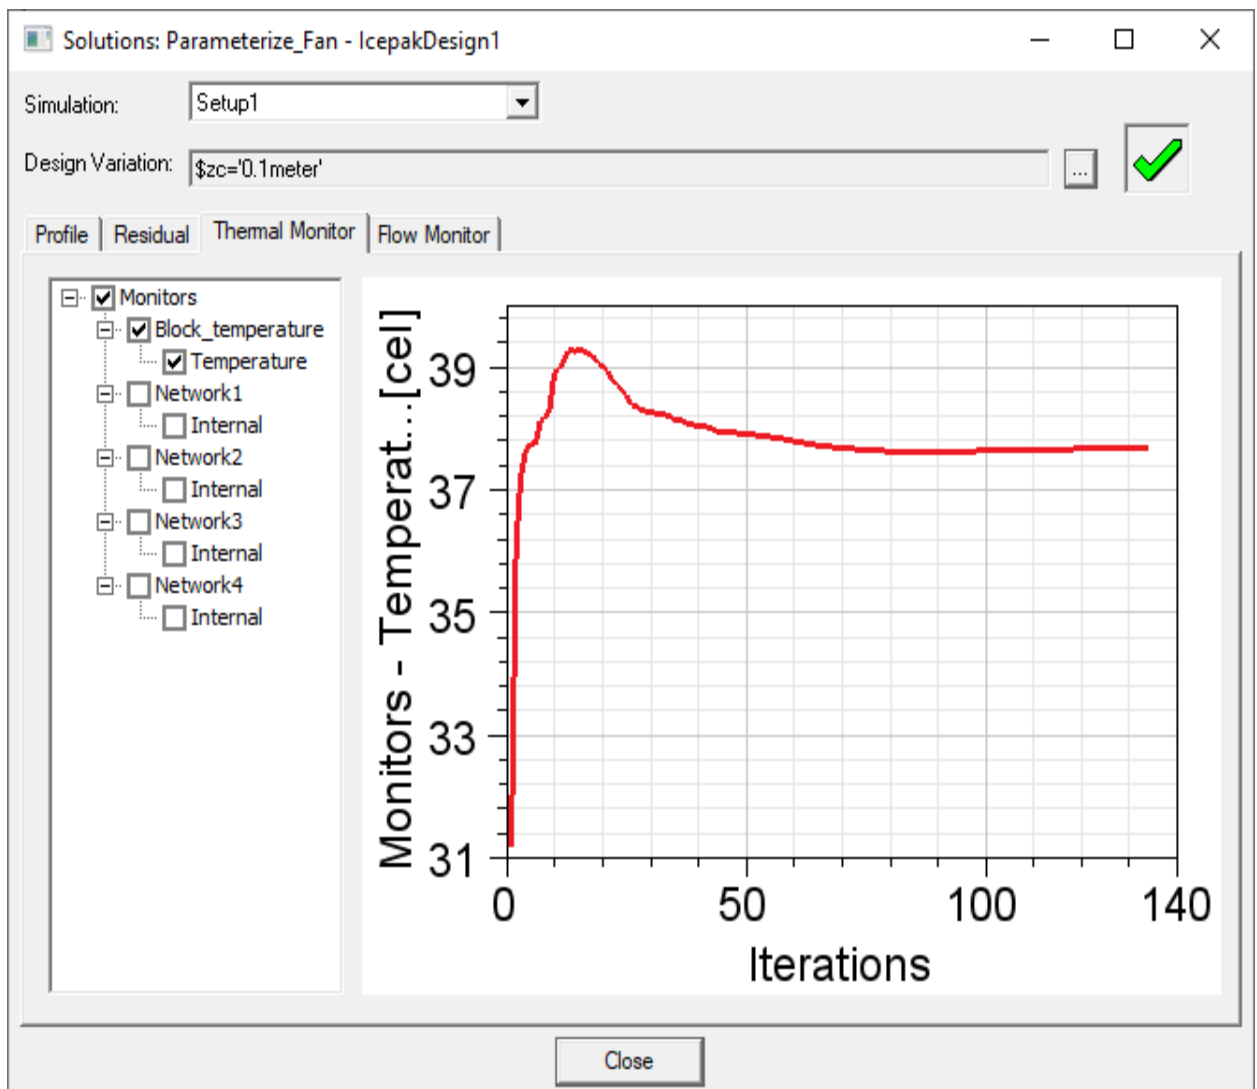 Solutions: Parameterize_Fan - IcepakDesign1
Simulation:
Setup1
Design Variation:
$zc='0.1meter'
...
Profile
Residual
Thermal Monitor
Flow Monitor
Monitors
Block_temperature
Temperature
Network1
Internal
Network2
Internal
Network3
Internal
Network4
Internal
Monitors - Temperat...[cel]
39
37
35
33
31
0
50
100
140
Iterations
Close